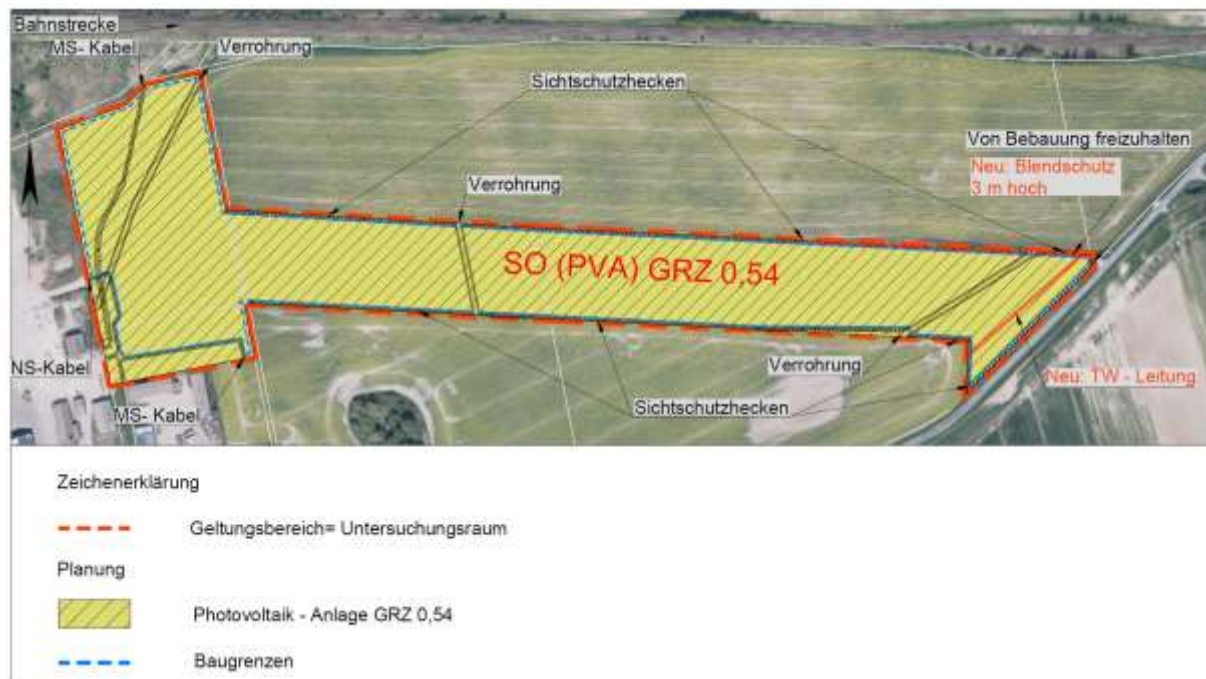 Bahnstrecke
MS- Kabel
Verrohrung
Sichtschutzhecken
Von Bebauung freizuhalten
Neu: Blendschutz
3 m hoch
Verrohrung
SO (PVA) GRZ 0,54
NS-Kabel
MS- Kabel
Verrohrung
Neu: TW - Leitung
Sichtschutzhecken
Zeichenerklärung
Geltungsbereich= Untersuchungsraum
Planung
Photovoltaik - Anlage GRZ 0,54
Baugrenzen